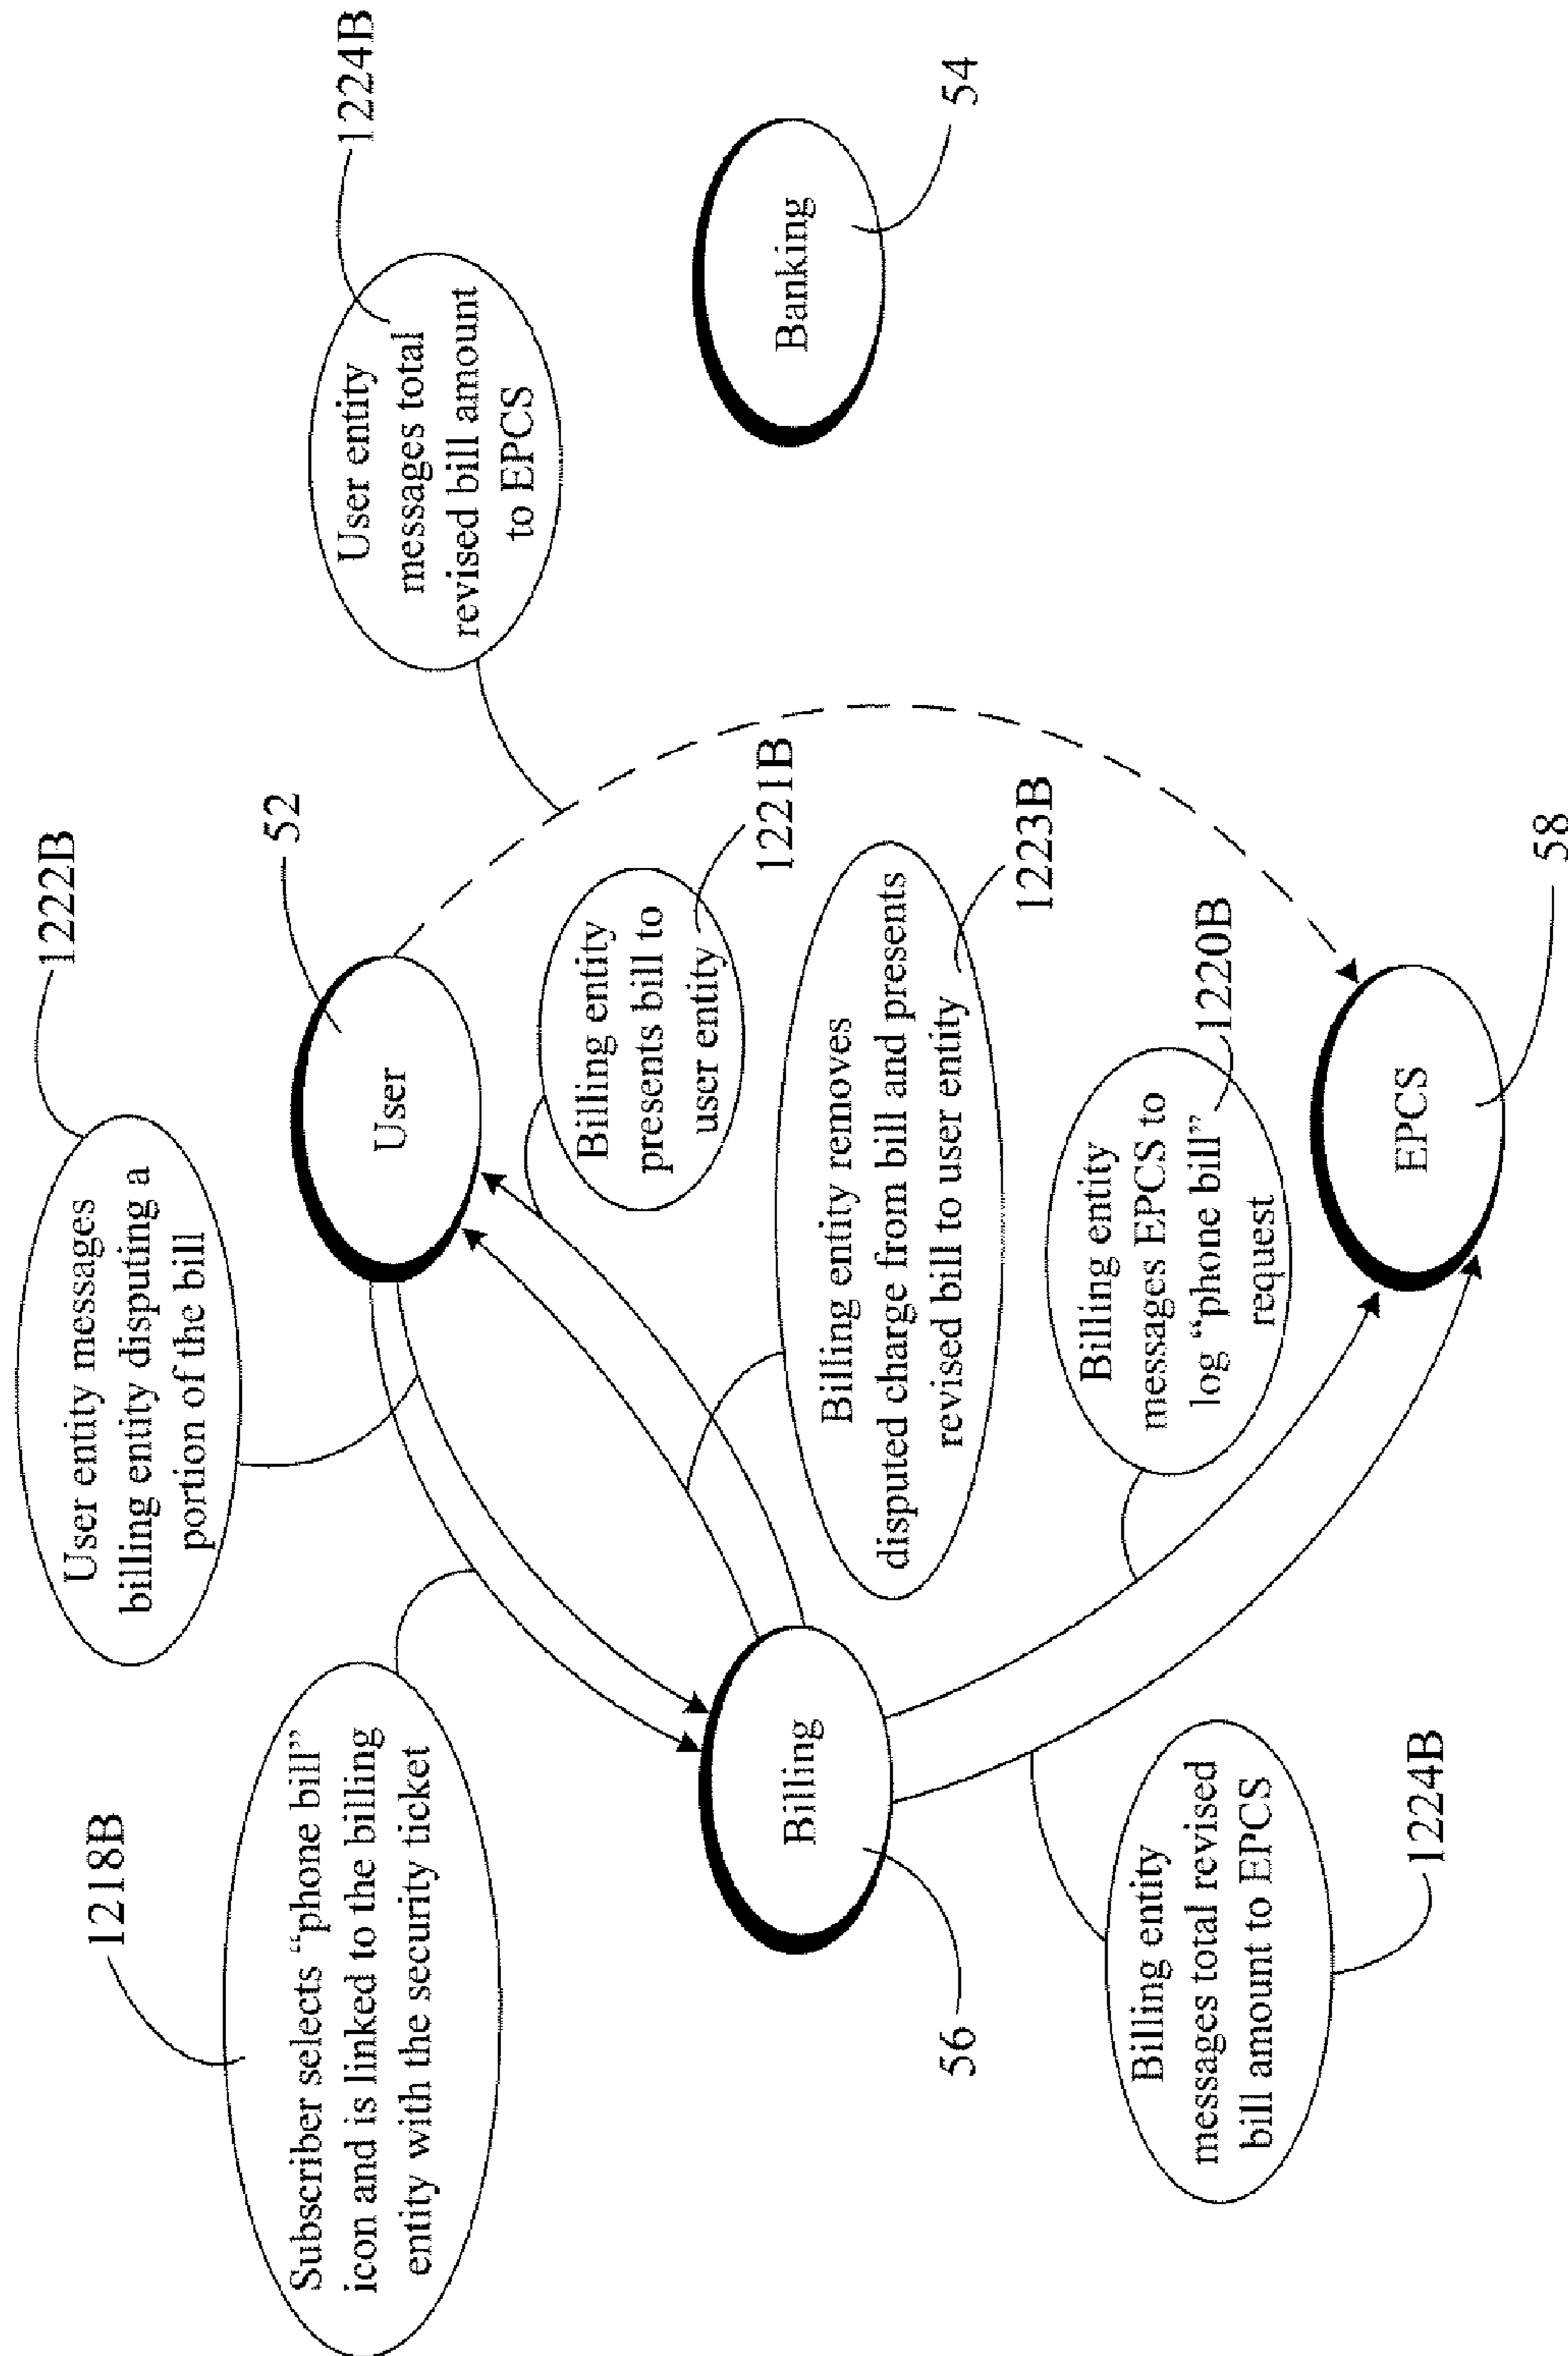 1222B
User entity messages
billing entity disputing a
portion of the bill
1218B
Subscriber selects “phone bill”
icon and is linked to the billing
entity with the security ticket
52
User
1224B
User entity
messages total
revised bill amount
to EPCS
Billing entity
presents bill to
user entity
1221B
Billing
56
Billing entity removes
disputed charge from bill and presents
revised bill to user entity
1223B
Banking
54
Billing entity
messages EPCS to
log “phone bill”
request
1220B
Billing entity
messages total revised
bill amount to EPCS
1224B
EPCS
58